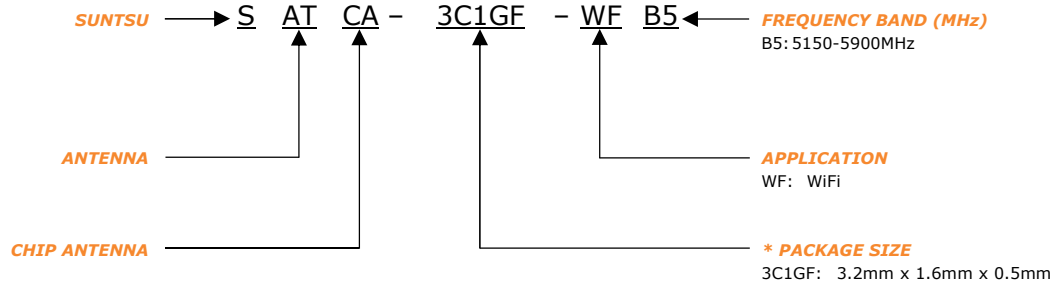 SUNTSU
S AT CA – 3C1GF – WF B5
FREQUENCY BAND (MHz)
B5: 5150-5900MHz
ANTENNA
APPLICATION
WF: WiFi
CHIP ANTENNA
* PACKAGE SIZE
3C1GF: 3.2mm x 1.6mm x 0.5mm